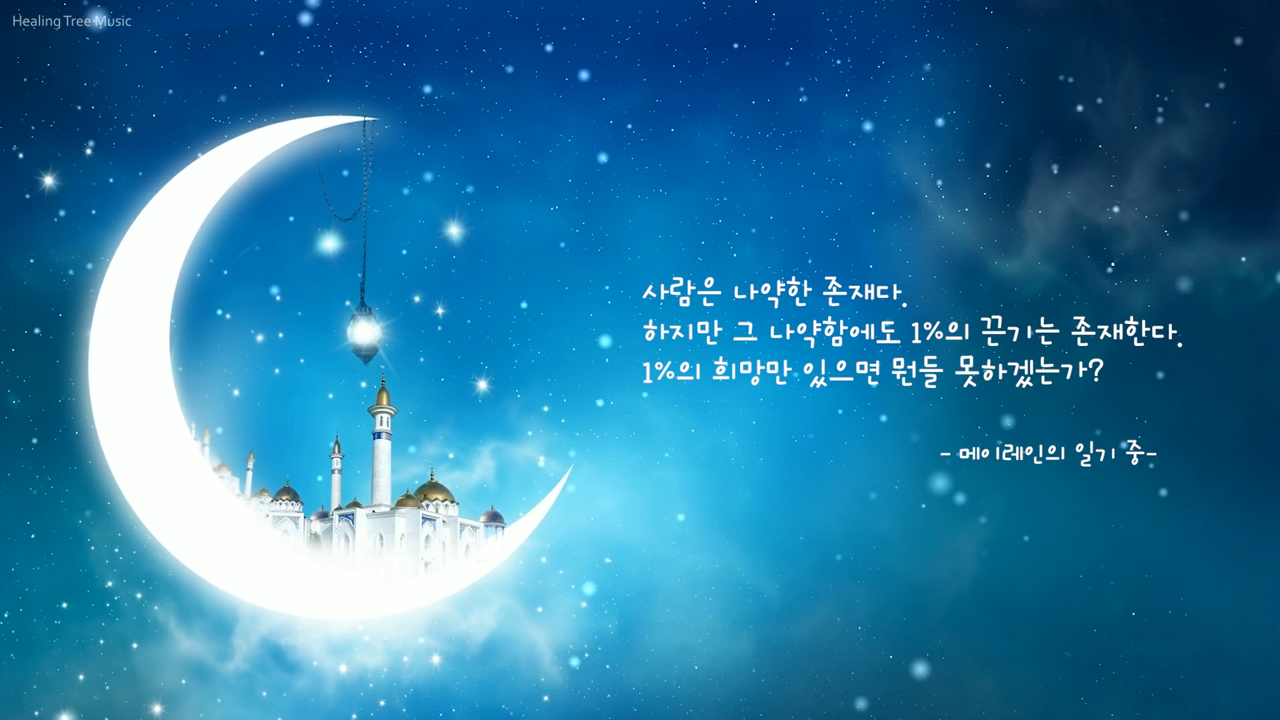 Healing Tree Music
사람은 나약한 존재다.
하지만 그 나약함에도 1%의 끈기는 존재한다.
1%의 희망만 있으면 뭔들 못하겠는가?
- 메이레인의 일기 중-